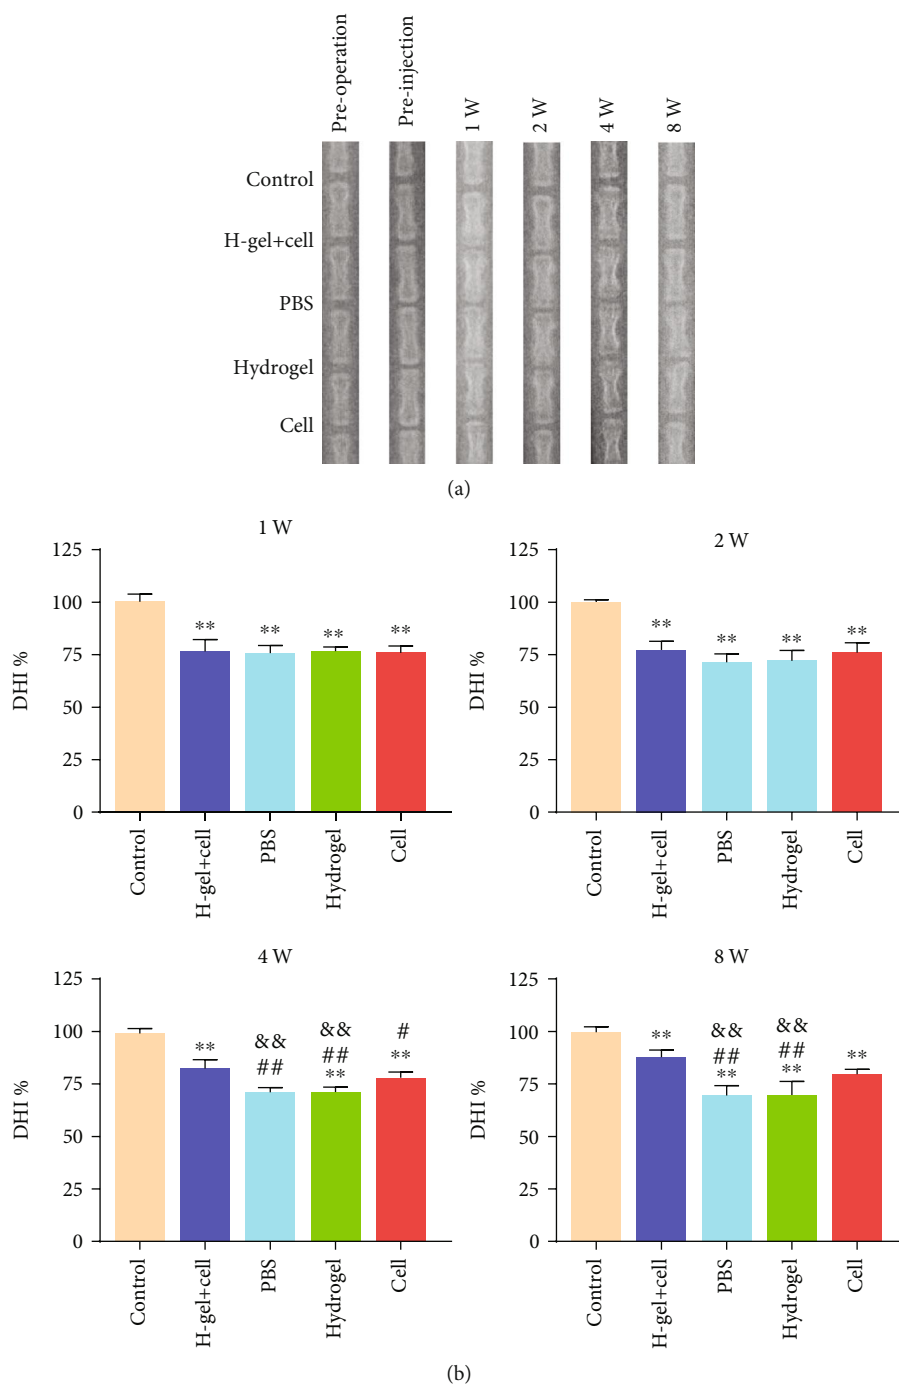 Pre-operation
Pre-injection
1 W
2 W
4 W
8 W
Control
H-gel+cell
PBS
Hydrogel
Cell
(a)
1 W
125
100
75
50
25
0
DHI %
** ** ** **
Control
H-gel+cell
PBS
Hydrogel
Cell
2 W
125
100
75
50
25
0
DHI %
** ** ** **
Control
H-gel+cell
PBS
Hydrogel
Cell
4 W
125
100
75
50
25
0
DHI %
**
&&
##
&&
##
**
#
**
Control
H-gel+cell
PBS
Hydrogel
Cell
8 W
125
100
75
50
25
0
DHI %
**
&&
##
**
&&
##
**
**
Control
H-gel+cell
PBS
Hydrogel
Cell
(b)